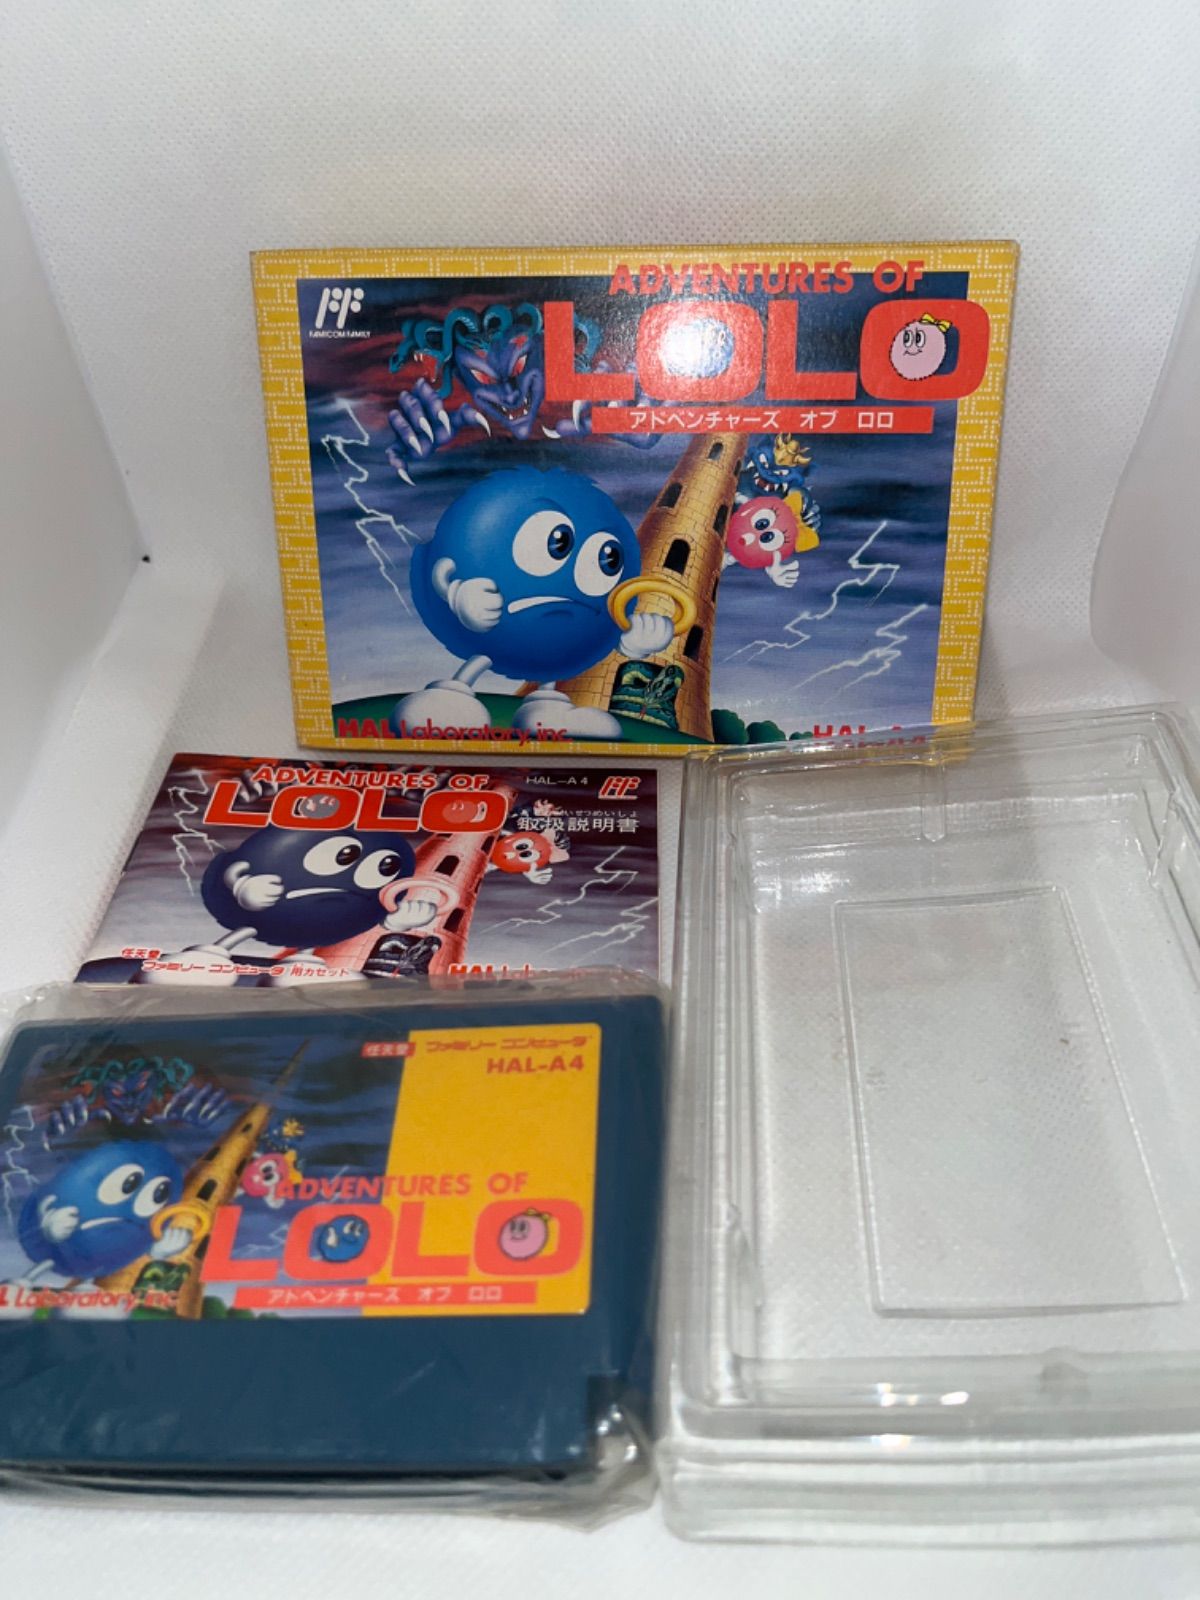 FAMICOM FAMILY
ADVENTURES OF
LOLO
アドベンチャーズ オブ ロロ
HAL Laboratory, inc.
ADVENTURES OF
LOLO
HAL-A4
取扱説明書
任天堂
ファミリー コンピュータ 用カセット
HAL
任天堂 ファミリー コンピュータ
HAL-A4
ADVENTURES OF
LOLO
Laboratory, inc.
アドベンチャーズ オブ ロロ